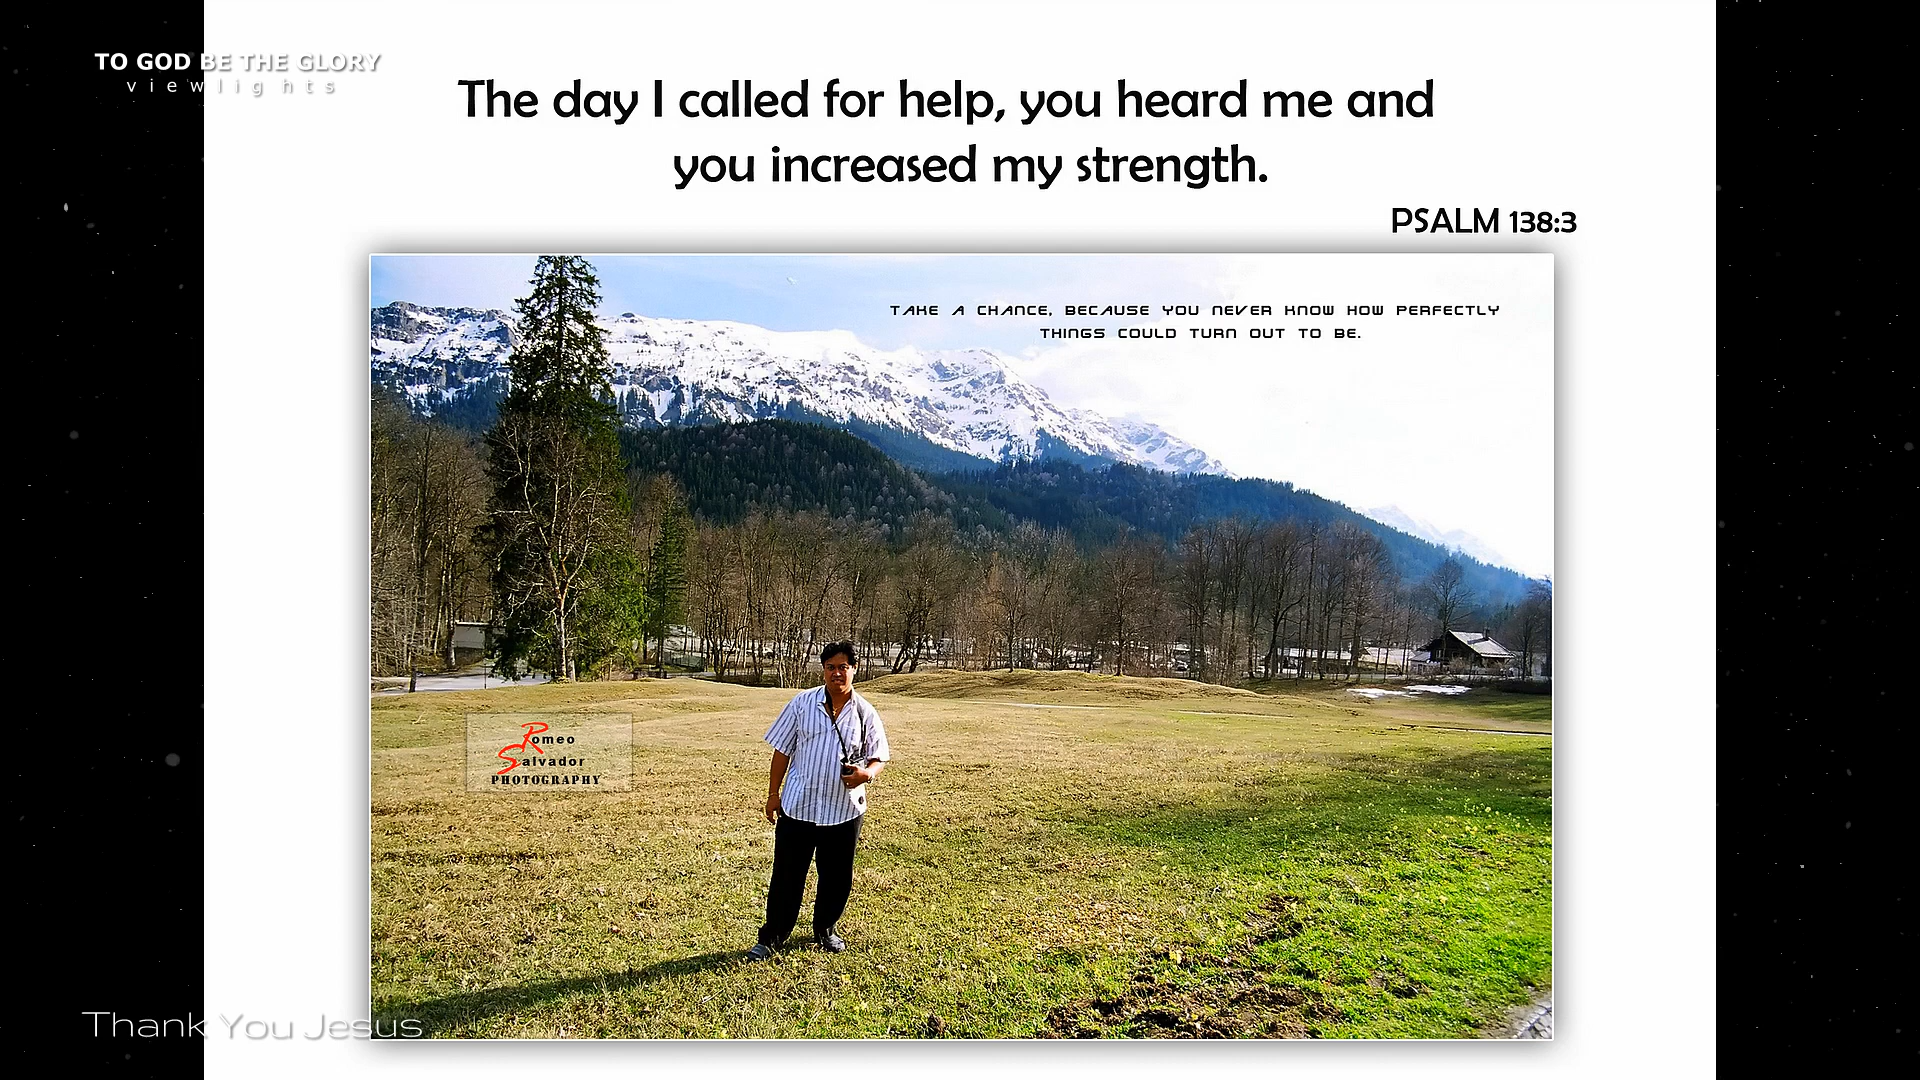 TO GOD BE THE GLORY
viewlights
The day I called for help, you heard me and
you increased my strength.
PSALM 138:3
TAKE A CHANCE, BECAUSE YOU NEVER KNOW HOW PERFECTLY
THINGS COULD TURN OUT TO BE.
Romeo
Salvador
PHOTOGRAPHY
Thank You Jesus